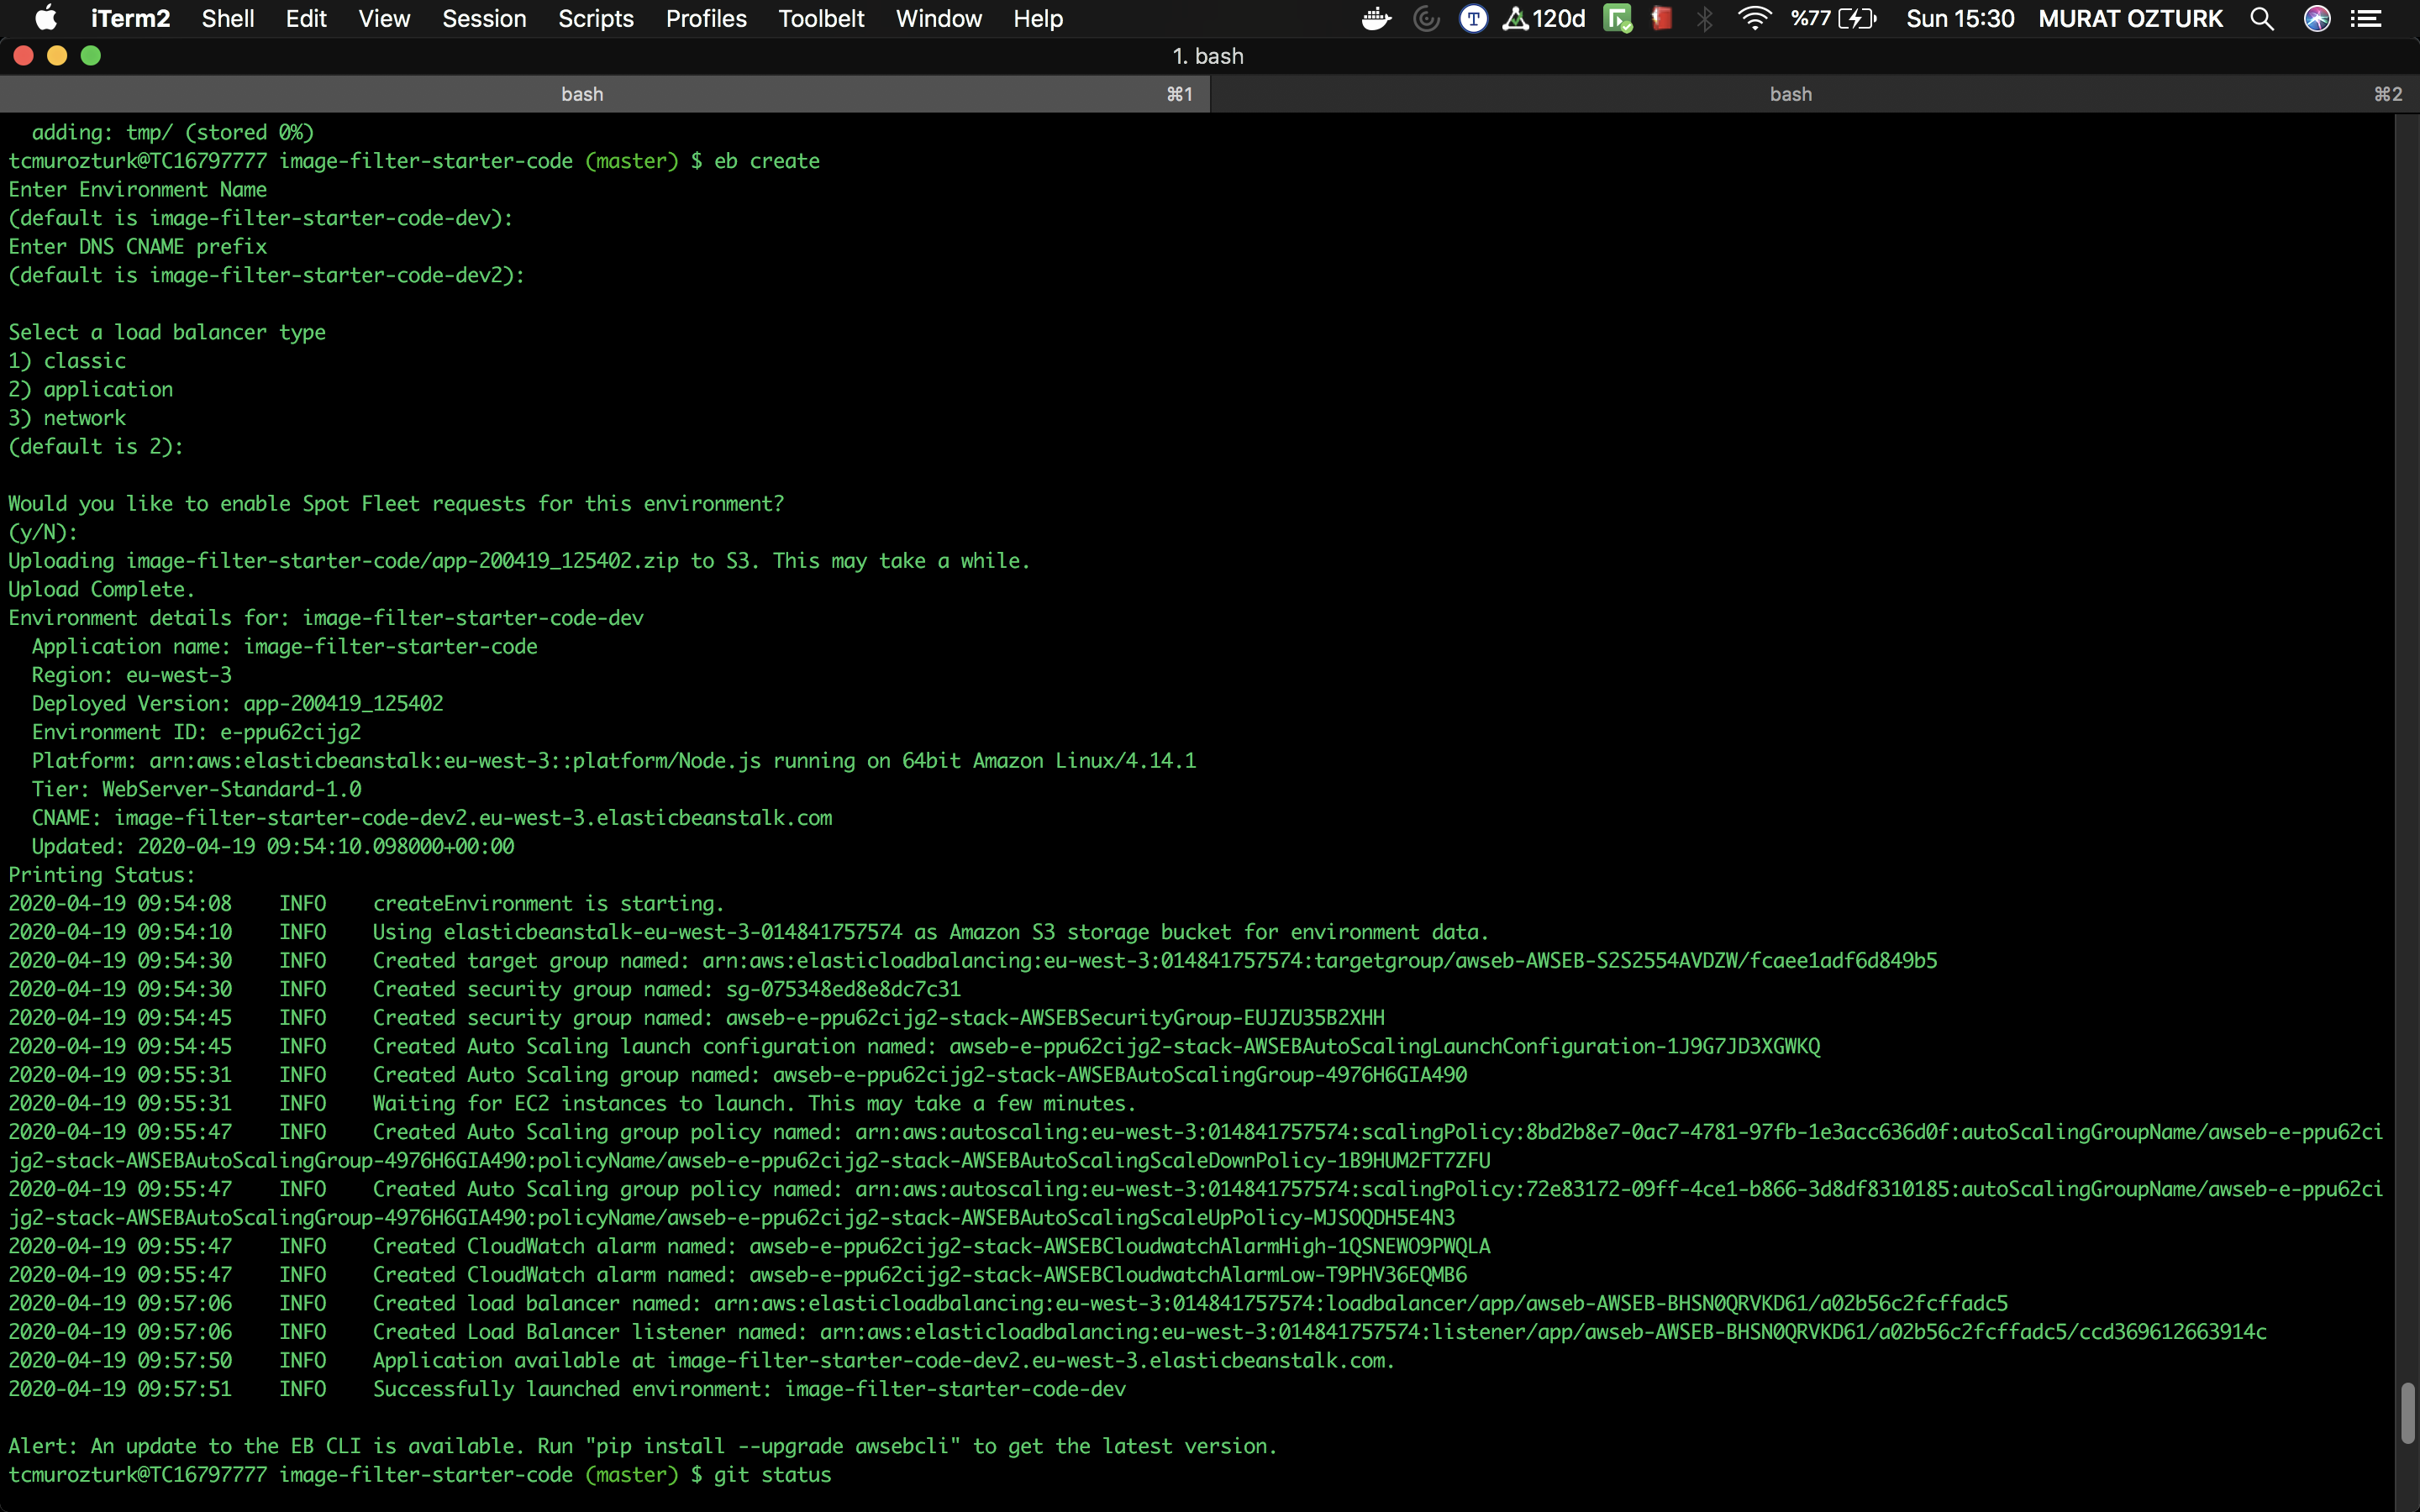 iTerm2 Shell Edit View Session Scripts Profiles Toolbelt Window Help 120d %77 Sun 15:30 MURAT OZTURK
1. bash
bash ⌘1 bash ⌘2
adding: tmp/ (stored 0%)
tcmurozturk@TC16797777 image-filter-starter-code (master) $ eb create
Enter Environment Name
(default is image-filter-starter-code-dev):
Enter DNS CNAME prefix
(default is image-filter-starter-code-dev2):
Select a load balancer type
1) classic
2) application
3) network
(default is 2):
Would you like to enable Spot Fleet requests for this environment?
(y/N):
Uploading image-filter-starter-code/app-200419_125402.zip to S3. This may take a while.
Upload Complete.
Environment details for: image-filter-starter-code-dev
Application name: image-filter-starter-code
Region: eu-west-3
Deployed Version: app-200419_125402
Environment ID: e-ppu62cijg2
Platform: arn:aws:elasticbeanstalk:eu-west-3::platform/Node.js running on 64bit Amazon Linux/4.14.1
Tier: WebServer-Standard-1.0
CNAME: image-filter-starter-code-dev2.eu-west-3.elasticbeanstalk.com
Updated: 2020-04-19 09:54:10.098000+00:00
Printing Status:
2020-04-19 09:54:08 INFO createEnvironment is starting.
2020-04-19 09:54:10 INFO Using elasticbeanstalk-eu-west-3-014841757574 as Amazon S3 storage bucket for environment data.
2020-04-19 09:54:30 INFO Created target group named: arn:aws:elasticloadbalancing:eu-west-3:014841757574:targetgroup/awseb-AWSEB-S2S2554AVDZW/fcaee1adf6d849b5
2020-04-19 09:54:30 INFO Created security group named: sg-075348ed8e8dc7c31
2020-04-19 09:54:45 INFO Created security group named: awseb-e-ppu62cijg2-stack-AWSEBSecurityGroup-EUJZU35B2XHH
2020-04-19 09:54:45 INFO Created Auto Scaling launch configuration named: awseb-e-ppu62cijg2-stack-AWSEBAutoScalingLaunchConfiguration-1J9G7JD3XGWKQ
2020-04-19 09:55:31 INFO Created Auto Scaling group named: awseb-e-ppu62cijg2-stack-AWSEBAutoScalingGroup-4976H6GIA490
2020-04-19 09:55:31 INFO Waiting for EC2 instances to launch. This may take a few minutes.
2020-04-19 09:55:47 INFO Created Auto Scaling group policy named: arn:aws:autoscaling:eu-west-3:014841757574:scalingPolicy:8bd2b8e7-0ac7-4781-97fb-1e3acc636d0f:autoScalingGroupName/awseb-e-ppu62ci
jg2-stack-AWSEBAutoScalingGroup-4976H6GIA490:policyName/awseb-e-ppu62cijg2-stack-AWSEBAutoScalingScaleDownPolicy-1B9HUM2FT7ZFU
2020-04-19 09:55:47 INFO Created Auto Scaling group policy named: arn:aws:autoscaling:eu-west-3:014841757574:scalingPolicy:72e83172-09ff-4ce1-b866-3d8df8310185:autoScalingGroupName/awseb-e-ppu62ci
jg2-stack-AWSEBAutoScalingGroup-4976H6GIA490:policyName/awseb-e-ppu62cijg2-stack-AWSEBAutoScalingScaleUpPolicy-MJSOQDH5E4N3
2020-04-19 09:55:47 INFO Created CloudWatch alarm named: awseb-e-ppu62cijg2-stack-AWSEBCloudwatchAlarmHigh-1QSNEWO9PWQLA
2020-04-19 09:55:47 INFO Created CloudWatch alarm named: awseb-e-ppu62cijg2-stack-AWSEBCloudwatchAlarmLow-T9PHV36EQMB6
2020-04-19 09:57:06 INFO Created load balancer named: arn:aws:elasticloadbalancing:eu-west-3:014841757574:loadbalancer/app/awseb-AWSEB-BHSN0QRVKD61/a02b56c2fcffadc5
2020-04-19 09:57:06 INFO Created Load Balancer listener named: arn:aws:elasticloadbalancing:eu-west-3:014841757574:listener/app/awseb-AWSEB-BHSN0QRVKD61/a02b56c2fcffadc5/ccd369612663914c
2020-04-19 09:57:50 INFO Application available at image-filter-starter-code-dev2.eu-west-3.elasticbeanstalk.com.
2020-04-19 09:57:51 INFO Successfully launched environment: image-filter-starter-code-dev
Alert: An update to the EB CLI is available. Run "pip install --upgrade awsebcli" to get the latest version.
tcmurozturk@TC16797777 image-filter-starter-code (master) $ git status